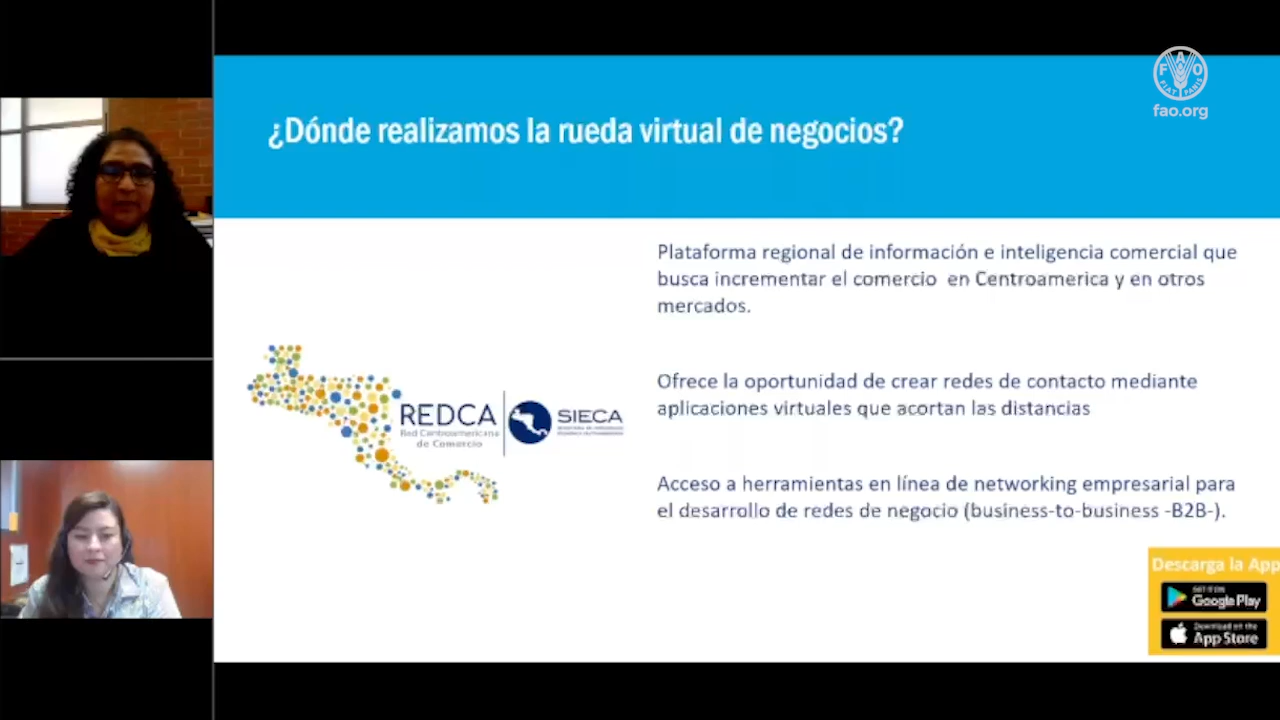 FAO
FIAT PANIS
fao.org
¿Dónde realizamos la rueda virtual de negocios?
Plataforma regional de información e inteligencia comercial que
busca incrementar el comercio en Centroamerica y en otros
mercados.
Ofrece la oportunidad de crear redes de contacto mediante
aplicaciones virtuales que acortan las distancias
Acceso a herramientas en línea de networking empresarial para
el desarrollo de redes de negocio (business-to-business -B2B-).
REDCA
Red Centroamericana
de Comercio
SIECA
Descarga la App
GET IT ON
Google Play
Download on the
App Store